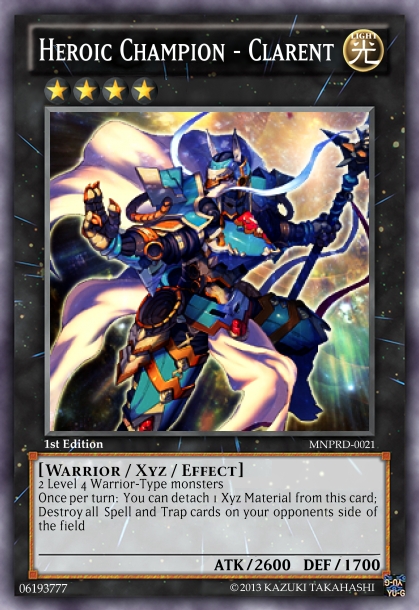 HEROIC CHAMPION - CLARENT
LIGHT
光
1st Edition
MNPRD-0021
[WARRIOR / XYZ / EFFECT]
2 Level 4 Warrior-Type monsters
Once per turn: You can detach 1 Xyz Material from this card;
Destroy all Spell and Trap cards on your opponents side of
the field
ATK/2600 DEF/1700
06193777
©2013 KAZUKI TAKAHASHI
YU-G